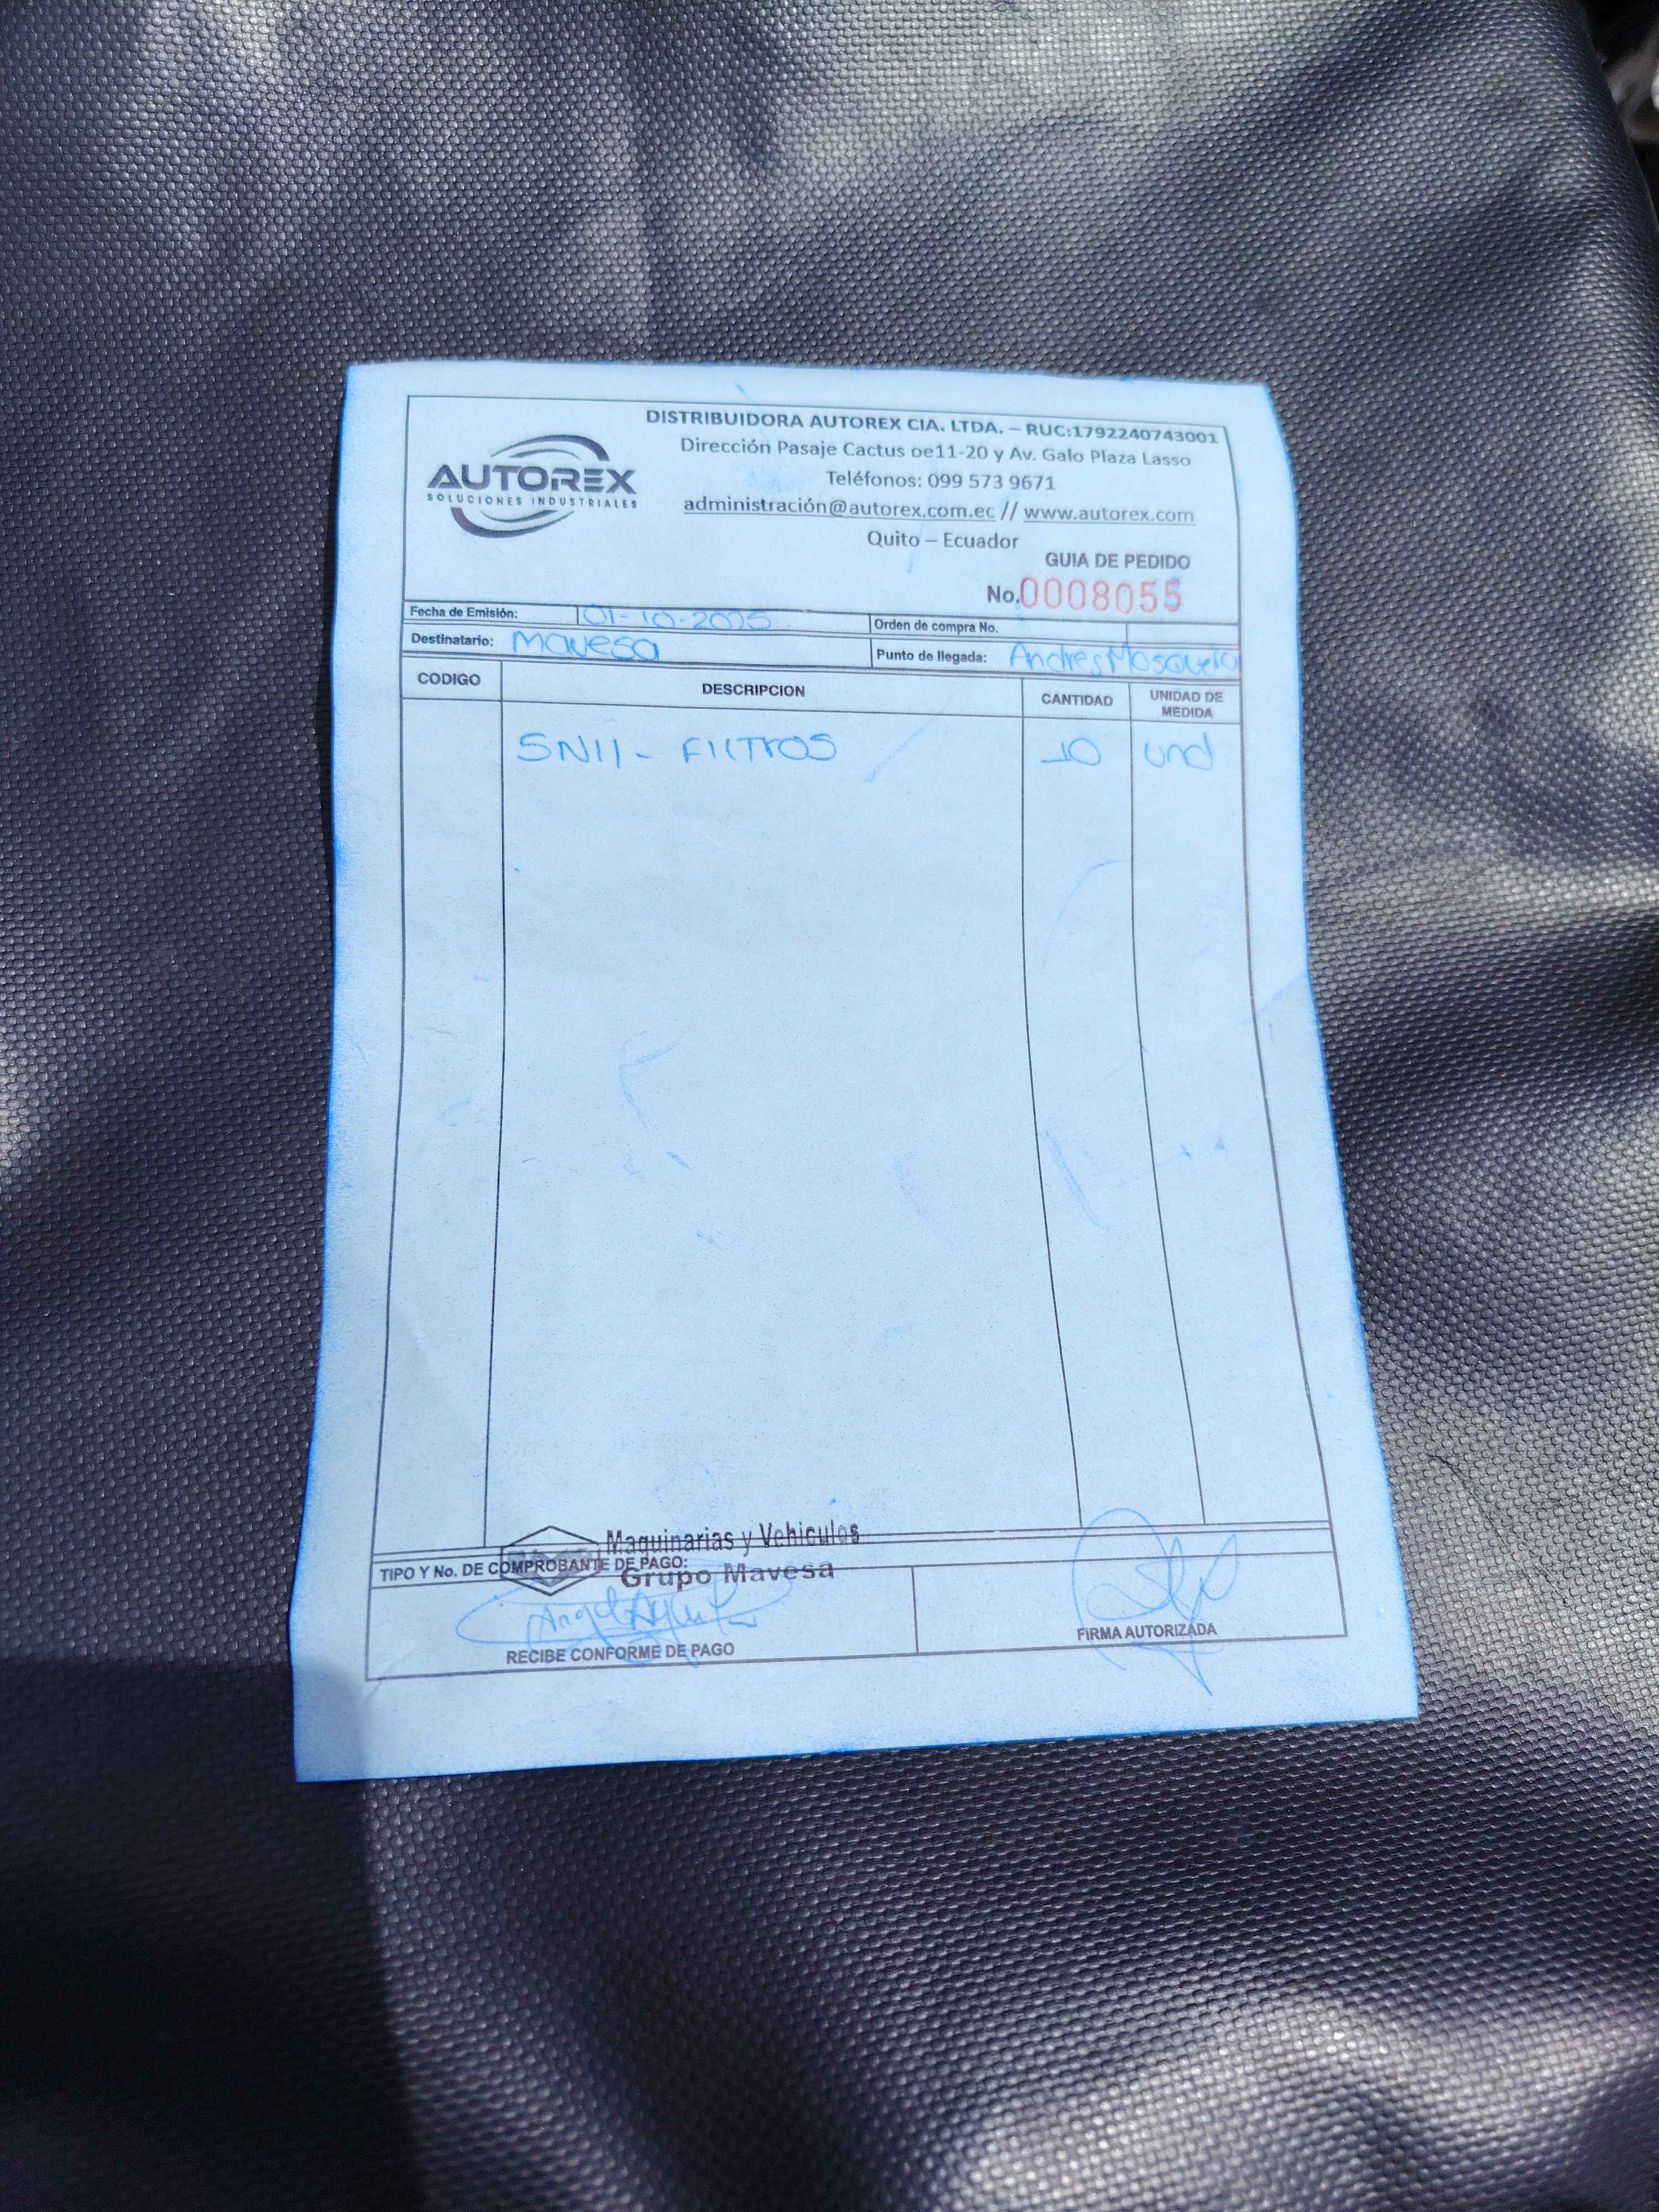 DISTRIBUIDORA AUTOREX CIA. LTDA. – RUC:1792240743001
Dirección Pasaje Cactus oe11-20 y Av. Galo Plaza Lasso
AUTOREX
SOLUCIONES INDUSTRIALES
Teléfonos: 099 573 9671
administración@autorex.com.ec // www.autorex.com
Quito – Ecuador
GUIA DE PEDIDO
No. 0008055
Fecha de Emisión: 01-10-2025
Orden de compra No.
Destinatario: Mavesa
Punto de llegada: Andres Mosquera
CODIGO DESCRIPCION CANTIDAD UNIDAD DE MEDIDA
SN11- FILTROS 10 und
Maquinarias y Vehiculos
TIPO Y No. DE COMPROBANTE DE PAGO:
Grupo Mavesa
RECIBE CONFORME DE PAGO
FIRMA AUTORIZADA